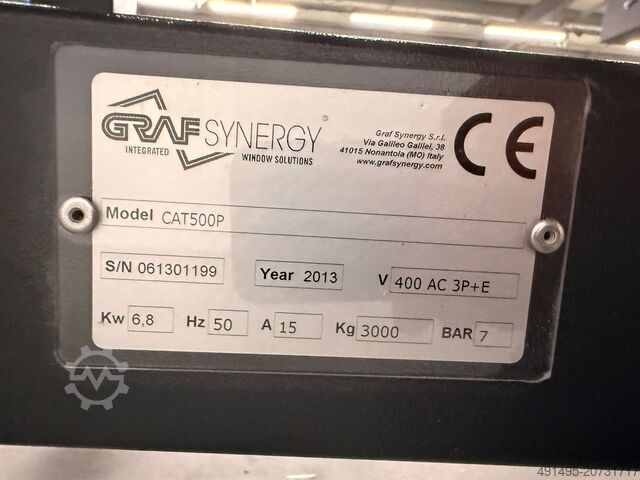 GRAF SYNERGY®
INTEGRATED WINDOW SOLUTIONS
Graf Synergy S.r.l.
Via Galileo Galilei, 38
41015 Nonantola (MO) Italy
www.grafsynergy.com
CE
Model CAT500P
S/N 061301199 Year 2013 V 400 AC 3P+E
Kw 6,8 Hz 50 A 15 Kg 3000 BAR 7
491495-20731717